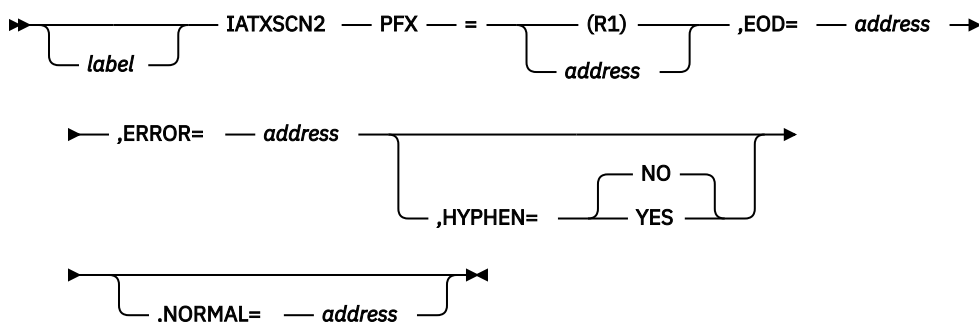 IATXSCN2 PFX = (R1) ,EOD= address
label
address
,ERROR= address
NO
,HYPHEN= YES
,NORMAL= address